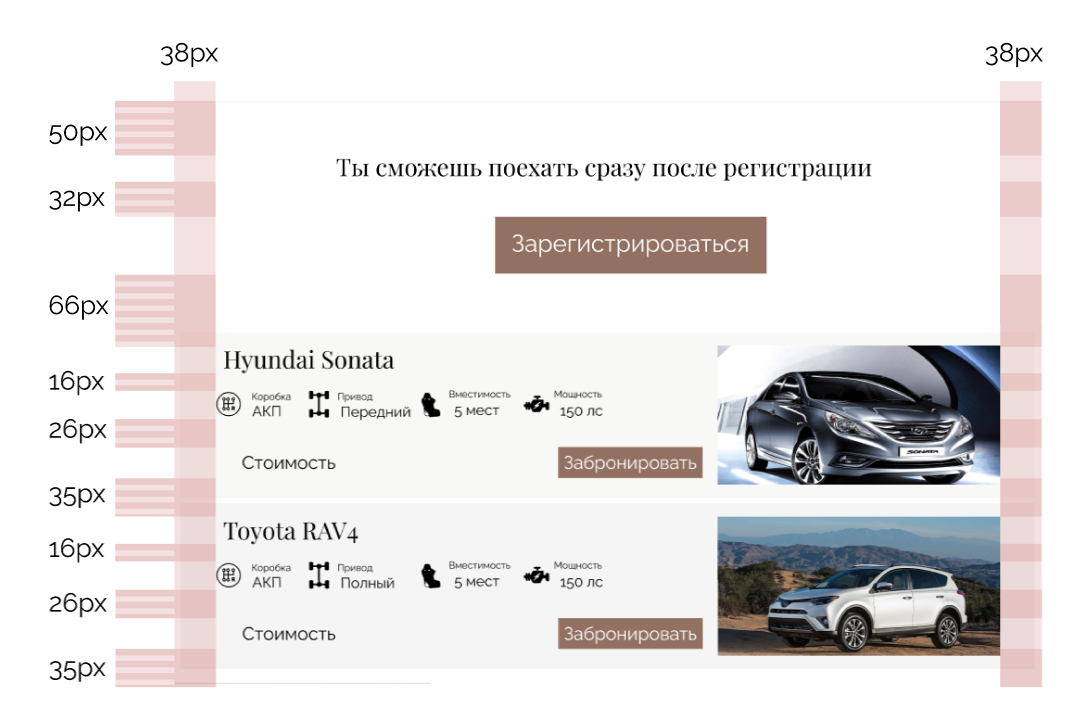 38px 38px
50px
Ты сможешь поехать сразу после регистрации
32px
Зарегистрироваться
66px
Hyundai Sonata
16px
Коробка Привод Вместимость Мощность
АКП Передний 5 мест 150 лс
26px
SONATA
Стоимость Забронировать
35px
Toyota RAV4
16px
Коробка Привод Вместимость Мощность
АКП Полный 5 мест 150 лс
26px
Стоимость Забронировать
35px